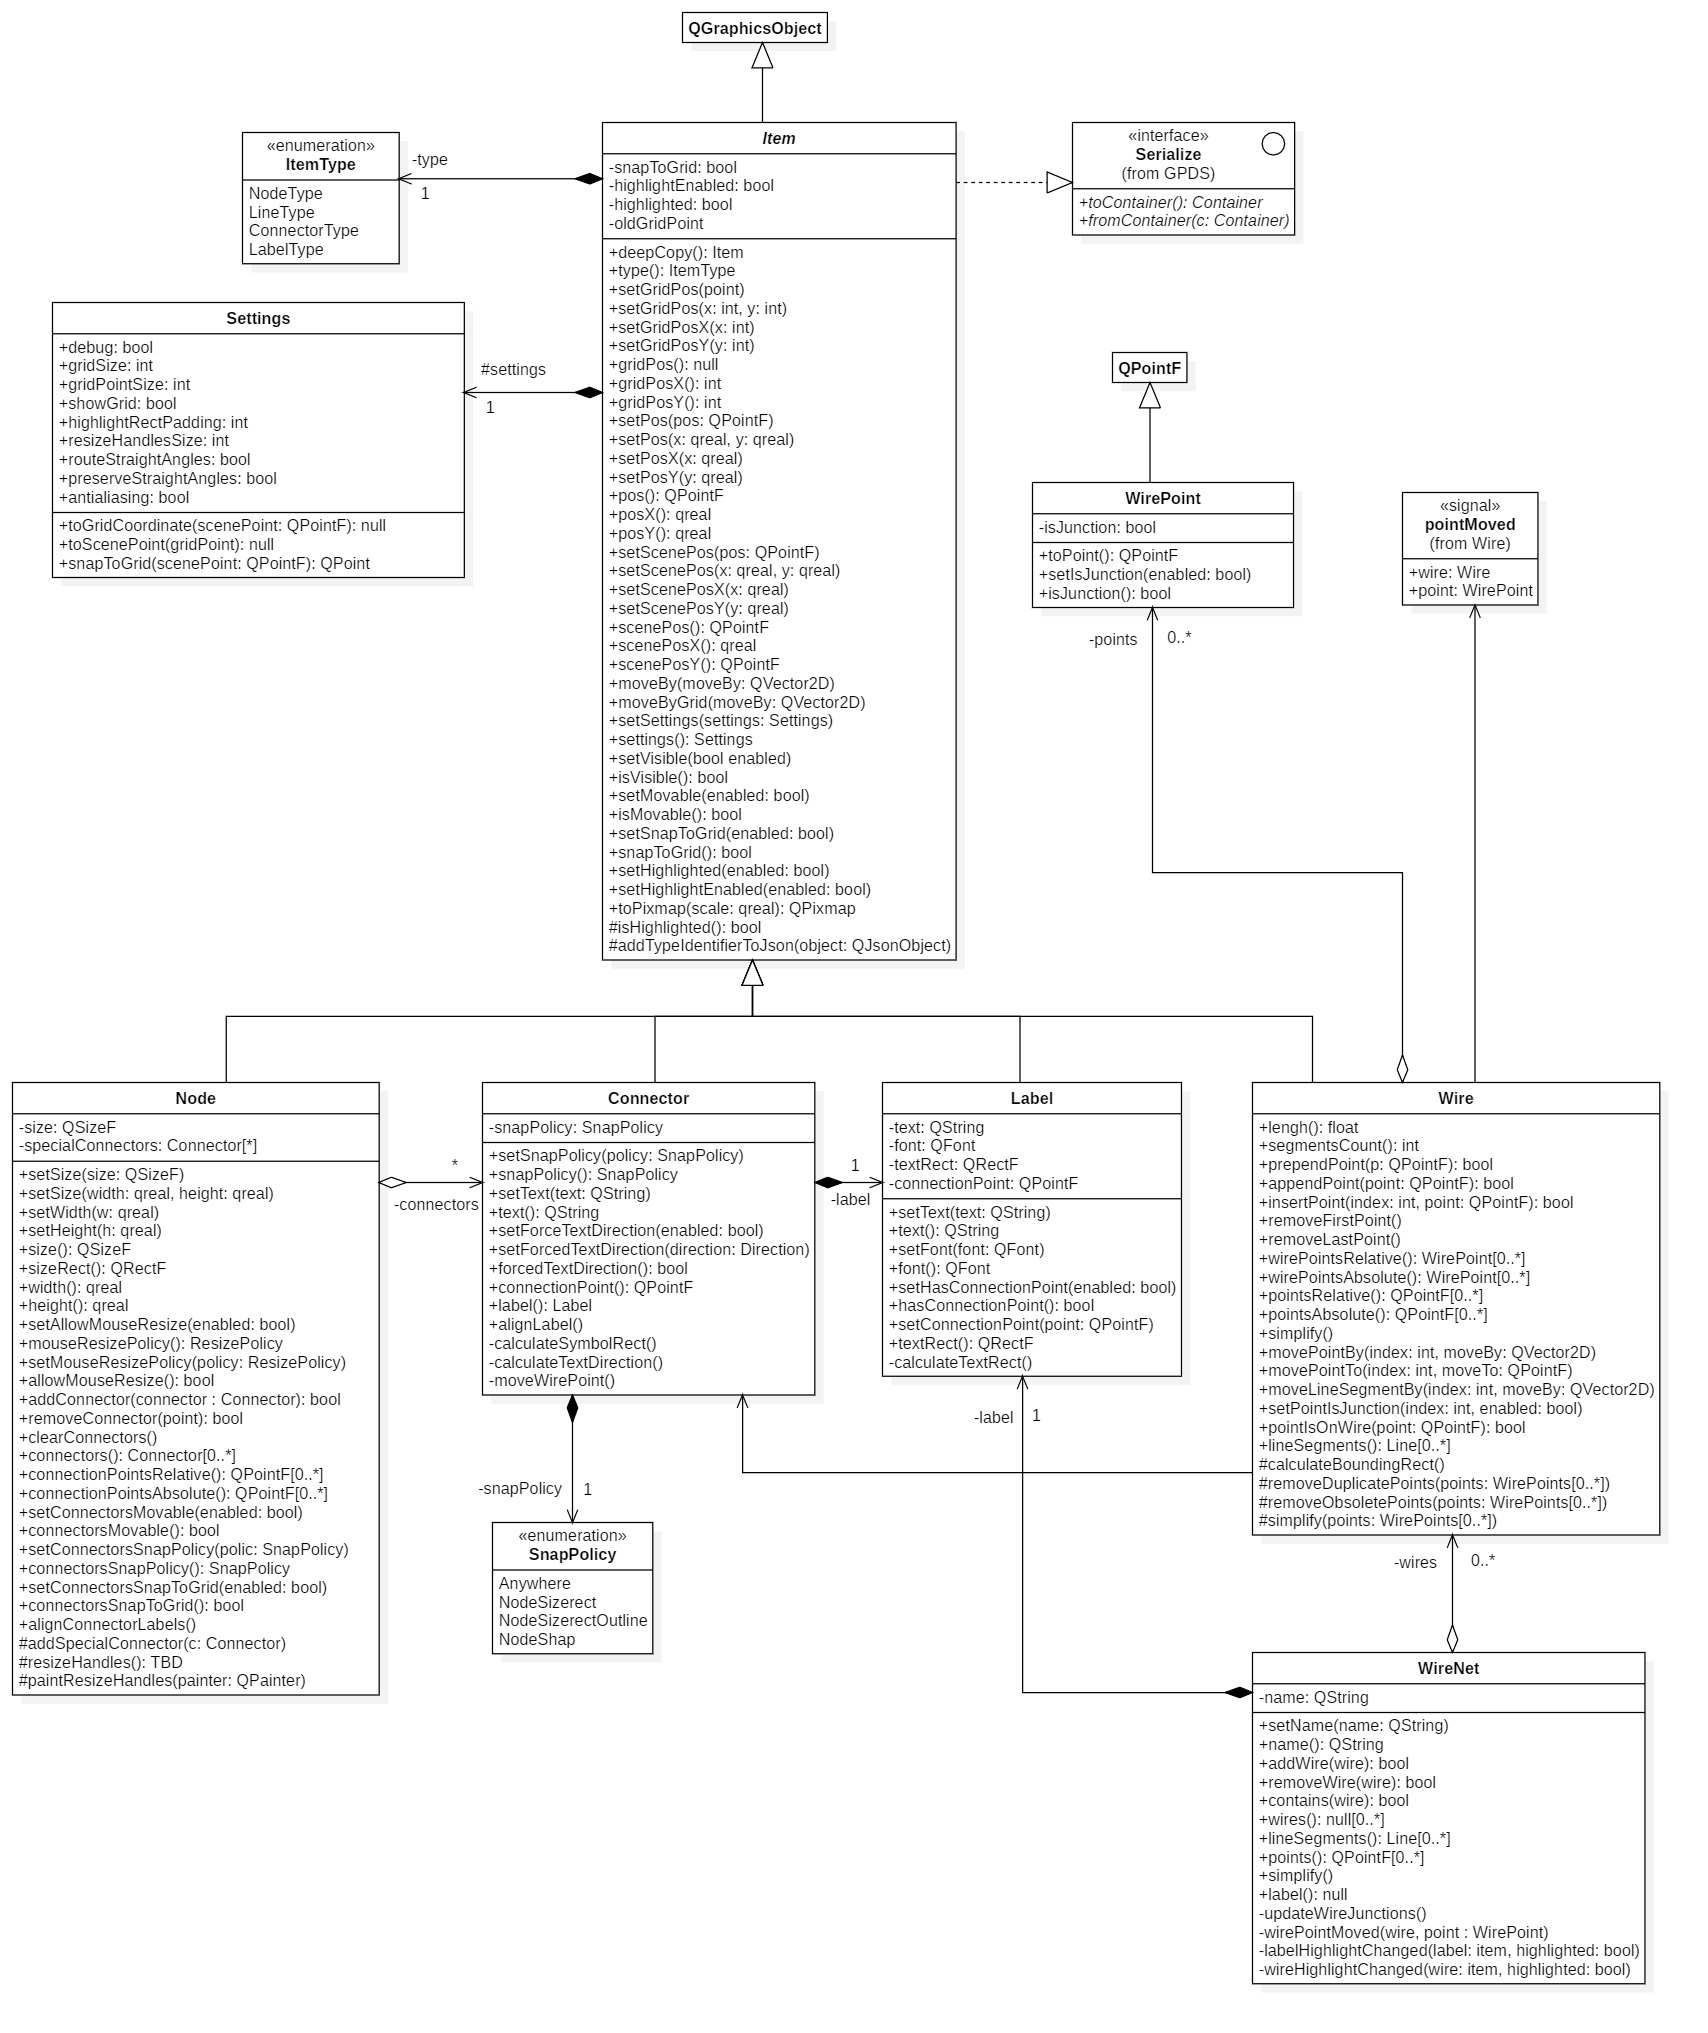 QGraphicsObject
«enumeration»
ItemType
NodeType
LineType
ConnectorType
LabelType
-type
1
Item
-snapToGrid: bool
-highlightEnabled: bool
-highlighted: bool
-oldGridPoint
+deepCopy(): Item
+type(): ItemType
+setGridPos(point)
+setGridPos(x: int, y: int)
+setGridPosX(x: int)
+setGridPosY(y: int)
+gridPos(): null
+gridPosX(): int
+gridPosY(): int
+setPos(pos: QPointF)
+setPos(x: qreal, y: qreal)
+setPosX(x: qreal)
+setPosY(y: qreal)
+pos(): QPointF
+posX(): qreal
+posY(): qreal
+setScenePos(pos: QPointF)
+setScenePos(x: qreal, y: qreal)
+setScenePosX(x: qreal)
+setScenePosY(y: qreal)
+scenePos(): QPointF
+scenePosX(): qreal
+scenePosY(): QPointF
+moveBy(moveBy: QVector2D)
+moveByGrid(moveBy: QVector2D)
+setSettings(settings: Settings)
+settings(): Settings
+setVisible(bool enabled)
+isVisible(): bool
+setMovable(enabled: bool)
+isMovable(): bool
+setSnapToGrid(enabled: bool)
+snapToGrid(): bool
+setHighlighted(enabled: bool)
+setHighlightEnabled(enabled: bool)
+toPixmap(scale: qreal): QPixmap
#isHighlighted(): bool
#addTypeIdentifierToJson(object: QJsonObject)
«interface»
Serialize
(from GPDS)
+toContainer(): Container
+fromContainer(c: Container)
Settings
+debug: bool
+gridSize: int
+gridPointSize: int
+showGrid: bool
+highlightRectPadding: int
+resizeHandlesSize: int
+routeStraightAngles: bool
+preserveStraightAngles: bool
+antialiasing: bool
+toGridCoordinate(scenePoint: QPointF): null
+toScenePoint(gridPoint): null
+snapToGrid(scenePoint: QPointF): QPoint
#settings
1
QPointF
WirePoint
-isJunction: bool
+toPoint(): QPointF
+setIsJunction(enabled: bool)
+isJunction(): bool
-points
0..*
«signal»
pointMoved
(from Wire)
+wire: Wire
+point: WirePoint
Node
-size: QSizeF
-specialConnectors: Connector[*]
+setSize(size: QSizeF)
+setSize(width: qreal, height: qreal)
+setWidth(w: qreal)
+setHeight(h: qreal)
+size(): QSizeF
+sizeRect(): QRectF
+width(): qreal
+height(): qreal
+setAllowMouseResize(enabled: bool)
+mouseResizePolicy(): ResizePolicy
+setMouseResizePolicy(policy: ResizePolicy)
+allowMouseResize(): bool
+addConnector(connector : Connector): bool
+removeConnector(point): bool
+clearConnectors()
+connectors(): Connector[0..*]
+connectionPointsRelative(): QPointF[0..*]
+connectionPointsAbsolute(): QPointF[0..*]
+setConnectorsMovable(enabled: bool)
+connectorsMovable(): bool
+setConnectorsSnapPolicy(polic: SnapPolicy)
+connectorsSnapPolicy(): SnapPolicy
+setConnectorsSnapToGrid(enabled: bool)
+connectorsSnapToGrid(): bool
+alignConnectorLabels()
#addSpecialConnector(c: Connector)
#resizeHandles(): TBD
#paintResizeHandles(painter: QPainter)
*
-connectors
Connector
-snapPolicy: SnapPolicy
+setSnapPolicy(policy: SnapPolicy)
+snapPolicy(): SnapPolicy
+setText(text: QString)
+text(): QString
+setForceTextDirection(enabled: bool)
+setForcedTextDirection(direction: Direction)
+forcedTextDirection(): bool
+connectionPoint(): QPointF
+label(): Label
+alignLabel()
-calculateSymbolRect()
-calculateTextDirection()
-moveWirePoint()
1
-label
Label
-text: QString
-font: QFont
-textRect: QRectF
-connectionPoint: QPointF
+setText(text: QString)
+text(): QString
+setFont(font: QFont)
+font(): QFont
+setHasConnectionPoint(enabled: bool)
+hasConnectionPoint(): bool
+setConnectionPoint(point: QPointF)
+textRect(): QRectF
-calculateTextRect()
-label
1
Wire
+lengh(): float
+segmentsCount(): int
+prependPoint(p: QPointF): bool
+appendPoint(point: QPointF): bool
+insertPoint(index: int, point: QPointF): bool
+removeFirstPoint()
+removeLastPoint()
+wirePointsRelative(): WirePoint[0..*]
+wirePointsAbsolute(): WirePoint[0..*]
+pointsRelative(): QPointF[0..*]
+pointsAbsolute(): QPointF[0..*]
+simplify()
+movePointBy(index: int, moveBy: QVector2D)
+movePointTo(index: int, moveTo: QPointF)
+moveLineSegmentBy(index: int, moveBy: QVector2D)
+setPointIsJunction(index: int, enabled: bool)
+pointIsOnWire(point: QPointF): bool
+lineSegments(): Line[0..*]
#calculateBoundingRect()
#removeDuplicatePoints(points: WirePoints[0..*])
#removeObsoletePoints(points: WirePoints[0..*])
#simplify(points: WirePoints[0..*])
-snapPolicy
1
«enumeration»
SnapPolicy
Anywhere
NodeSizerect
NodeSizerectOutline
NodeShap
-wires
0..*
WireNet
-name: QString
+setName(name: QString)
+name(): QString
+addWire(wire): bool
+removeWire(wire): bool
+contains(wire): bool
+wires(): null[0..*]
+lineSegments(): Line[0..*]
+points(): QPointF[0..*]
+simplify()
+label(): null
-updateWireJunctions()
-wirePointMoved(wire, point : WirePoint)
-labelHighlightChanged(label: item, highlighted: bool)
-wireHighlightChanged(wire: item, highlighted: bool)